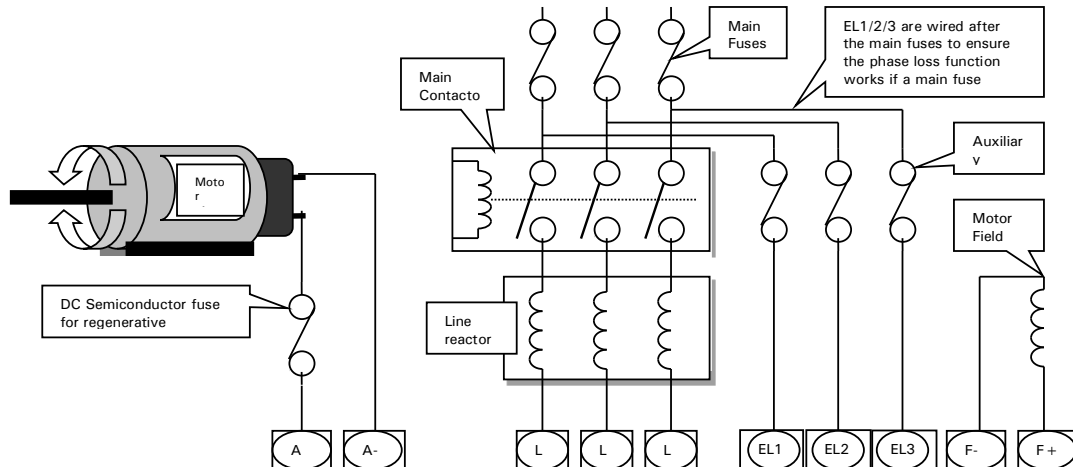 Main
Fuses
EL1/2/3 are wired after
the main fuses to ensure
the phase loss function
works if a main fuse
Main
Contacto
Auxiliar
v
Moto
r
Motor
Field
DC Semiconductor fuse
for regenerative
Line
reactor
A
A-
L
L
L
EL1
EL2
EL3
F-
F+